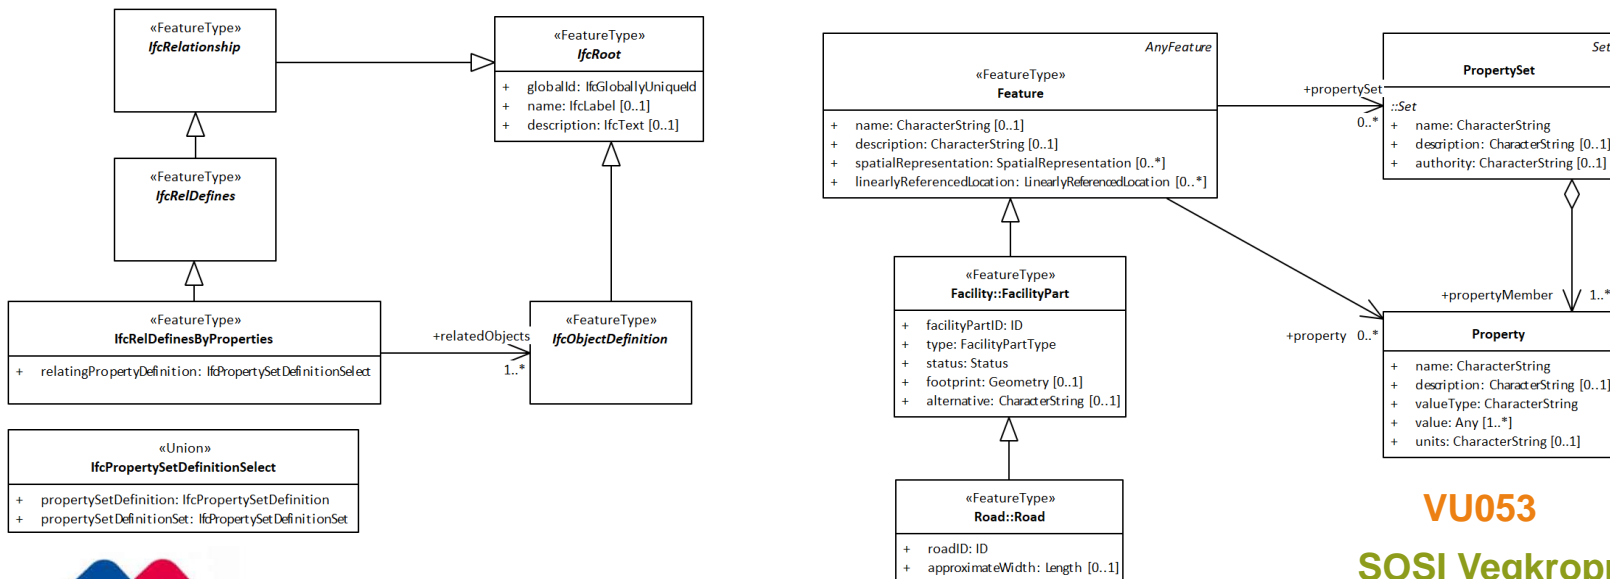 «FeatureType»
IfcRelationship
«FeatureType»
IfcRoot
+ globalId: IfcGloballyUniqueId
+ name: IfcLabel [0..1]
+ description: IfcText [0..1]
«FeatureType»
IfcRelDefines
«FeatureType»
IfcRelDefinesByProperties
+ relatingPropertyDefinition: IfcPropertySetDefinitionSelect
+relatedObjects
1..*
«FeatureType»
IfcObjectDefinition
«Union»
IfcPropertySetDefinitionSelect
+ propertySetDefinition: IfcPropertySetDefinition
+ propertySetDefinitionSet: IfcPropertySetDefinitionSet
AnyFeature
«FeatureType»
Feature
+ name: CharacterString [0..1]
+ description: CharacterString [0..1]
+ spatialRepresentation: SpatialRepresentation [0..*]
+ linearlyReferencedLocation: LinearlyReferencedLocation [0..*]
+propertySet
0..*
Set
PropertySet
::Set
+ name: CharacterString
+ description: CharacterString [0..1]
+ authority: CharacterString [0..1]
«FeatureType»
Facility::FacilityPart
+ facilityPartID: ID
+ type: FacilityPartType
+ status: Status
+ footprint: Geometry [0..1]
+ alternative: CharacterString [0..1]
+propertyMember 1..*
+property 0..*
Property
+ name: CharacterString
+ description: CharacterString [0..1]
+ valueType: CharacterString
+ value: Any [1..*]
+ units: CharacterString [0..1]
«FeatureType»
Road::Road
+ roadID: ID
+ approximateWidth: Length [0..1]
VU053
SOSI Vegkropp